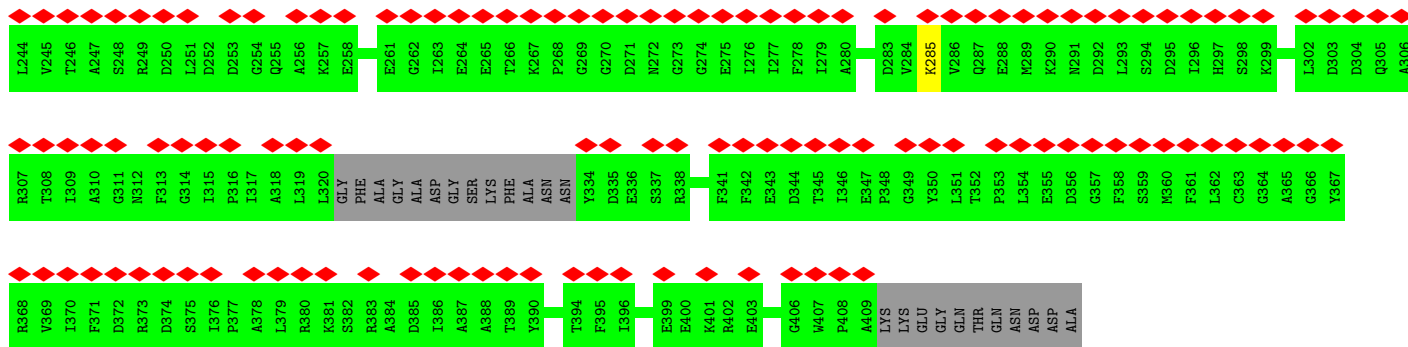 L244 V245 T246 A247 S248 R249 D250 L251 D252 D253 G254 Q255 A256 K257 E258 E261 G262 I263 E264 E265 T266 K267 P268 G269 G270 D271 N272 G273 G274 E275 I276 I277 F278 I279 A280 D283 V284 K285 V286 Q287 E288 M289 K290 N291 D292 L293 S294 D295 I296 H297 S298 K299 L302 D303 D304 Q305 A306
R307 T308 I309 A310 G311 N312 F313 G314 I315 P316 I317 A318 L319 L320 GLY PHE ALA GLY ALA ASP GLY SER LYS PHE ALA ASN ASN Y334 D335 E336 S337 R338 F341 F342 E343 D344 T345 I346 E347 P348 G349 Y350 L351 T352 P353 L354 E355 D356 G357 F358 S359 M360 F361 L362 C363 G364 A365 G366 Y367
R368 V369 I370 F371 D372 R373 D374 S375 I376 P377 A378 L379 R380 K381 S382 R383 A384 D385 I386 A387 A388 T389 Y390 T394 F395 I396 E399 E400 K401 R402 E403 G406 W407 P408 A409 LYS LYS GLU GLY GLN THR GLN ASN ASP ASP ALA